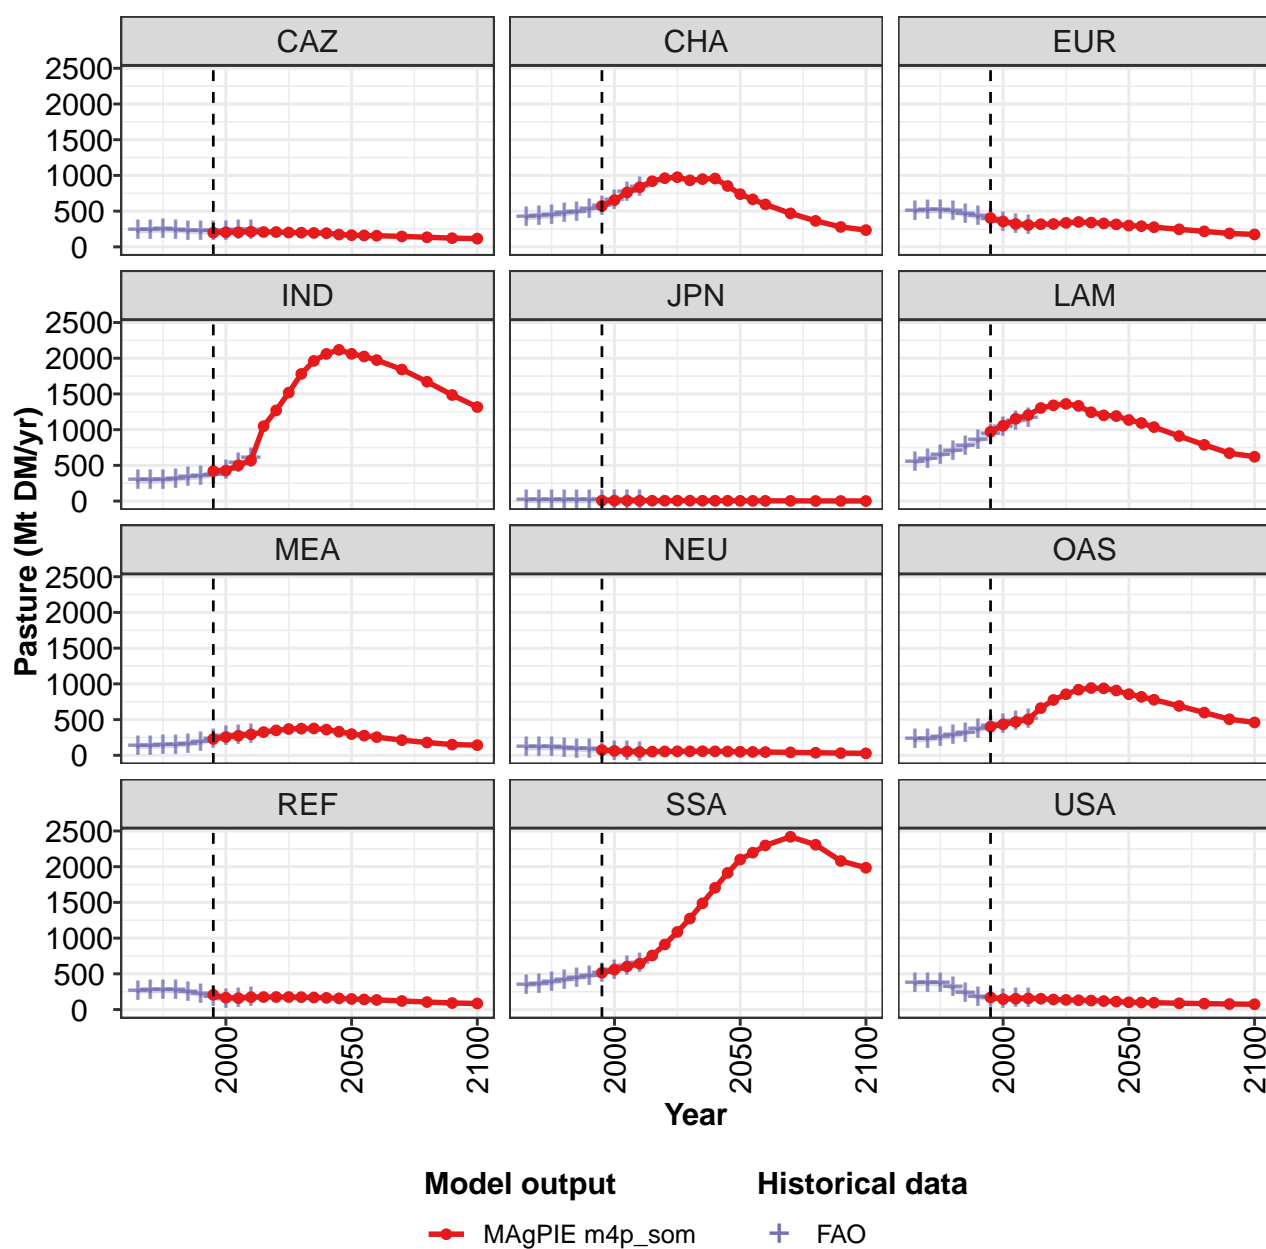 CAZ CHA EUR
2500
2000
1500
1000
500
0
IND JPN LAM
2500
2000
1500
1000
500
0
Pasture (Mt DM/yr)
MEA NEU OAS
2500
2000
1500
1000
500
0
REF SSA USA
2500
2000
1500
1000
500
0
2000 2050 2100 2000 2050 2100 2000 2050 2100
Year
Model output Historical data
MAgPIE m4p_som FAO